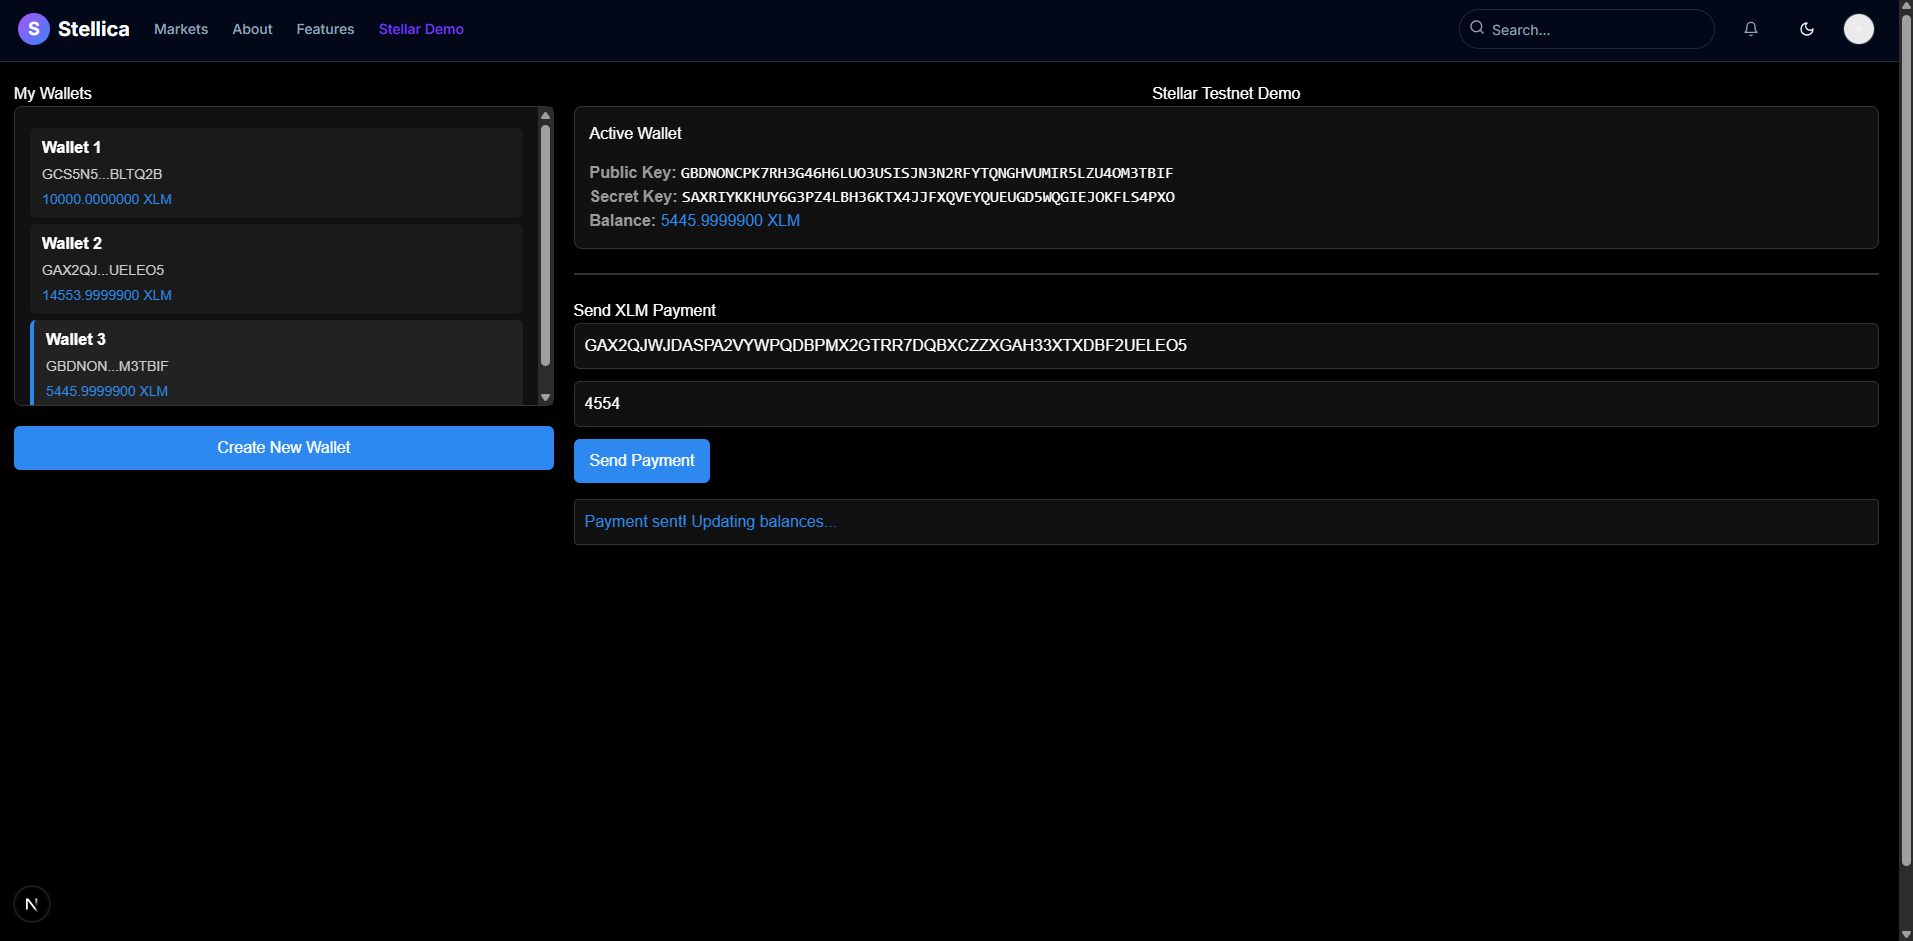 S Stellica Markets About Features Stellar Demo Search...
My Wallets
Wallet 1
GCS5N5...BLTQ2B
10000.0000000 XLM
Wallet 2
GAX2QJ...UELEO5
14553.9999900 XLM
Wallet 3
GBDNON...M3TBIF
5445.9999900 XLM
Create New Wallet
Stellar Testnet Demo
Active Wallet
Public Key: GBDNONCPK7RH3G46H6LUO3USISJN3N2RFYTQNGHVUMIR5LZU4OM3TBIF
Secret Key: SAXRIYKKHUY6G3PZ4LBH36KTX4JJFXQVEYQUEUGD5WQGIEJOKFLS4PXO
Balance: 5445.9999900 XLM
Send XLM Payment
GAX2QJWJDASPA2VYWPQDBPMX2GTRR7DQBXCZZXGAH33XTXDBF2UELEO5
4554
Send Payment
Payment sent! Updating balances...
N